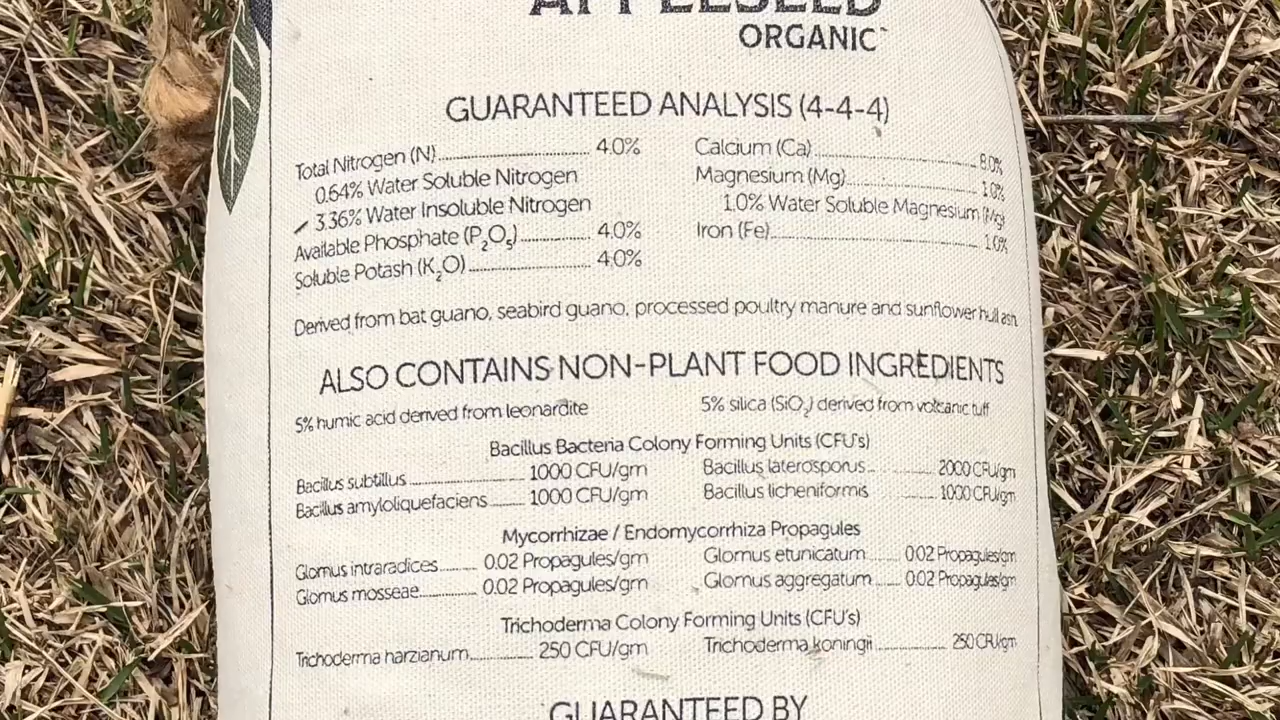 APPLESEED
ORGANIC
GUARANTEED ANALYSIS (4-4-4)
Total Nitrogen (N) 4.0%
0.64% Water Soluble Nitrogen
3.36% Water Insoluble Nitrogen
Available Phosphate (P₂O₅) 4.0%
Soluble Potash (K₂O) 4.0%
Calcium (Ca) 8.0%
Magnesium (Mg) 1.0%
1.0% Water Soluble Magnesium (Mg)
Iron (Fe) 1.0%
Derived from bat guano, seabird guano, processed poultry manure and sunflower hull ash.
ALSO CONTAINS NON-PLANT FOOD INGREDIENTS
5% humic acid derived from leonardite
5% silica (SiO₂) derived from volcanic tuff
Bacillus Bacteria Colony Forming Units (CFU's)
Bacillus subtillus 1000 CFU/gm
Bacillus amyloliquefaciens 1000 CFU/gm
Bacillus laterosporus 2000 CFU/gm
Bacillus licheniformis 1000 CFU/gm
Mycorrhizae / Endomycorrhiza Propagules
Glomus intraradices 0.02 Propagules/gm
Glomus mosseae 0.02 Propagules/gm
Glomus etunicatum 0.02 Propagules/gm
Glomus aggregatum 0.02 Propagules/gm
Trichoderma Colony Forming Units (CFU's)
Trichoderma harzianum 250 CFU/gm
Trichoderma koningii 250 CFU/gm
GUARANTEED BY